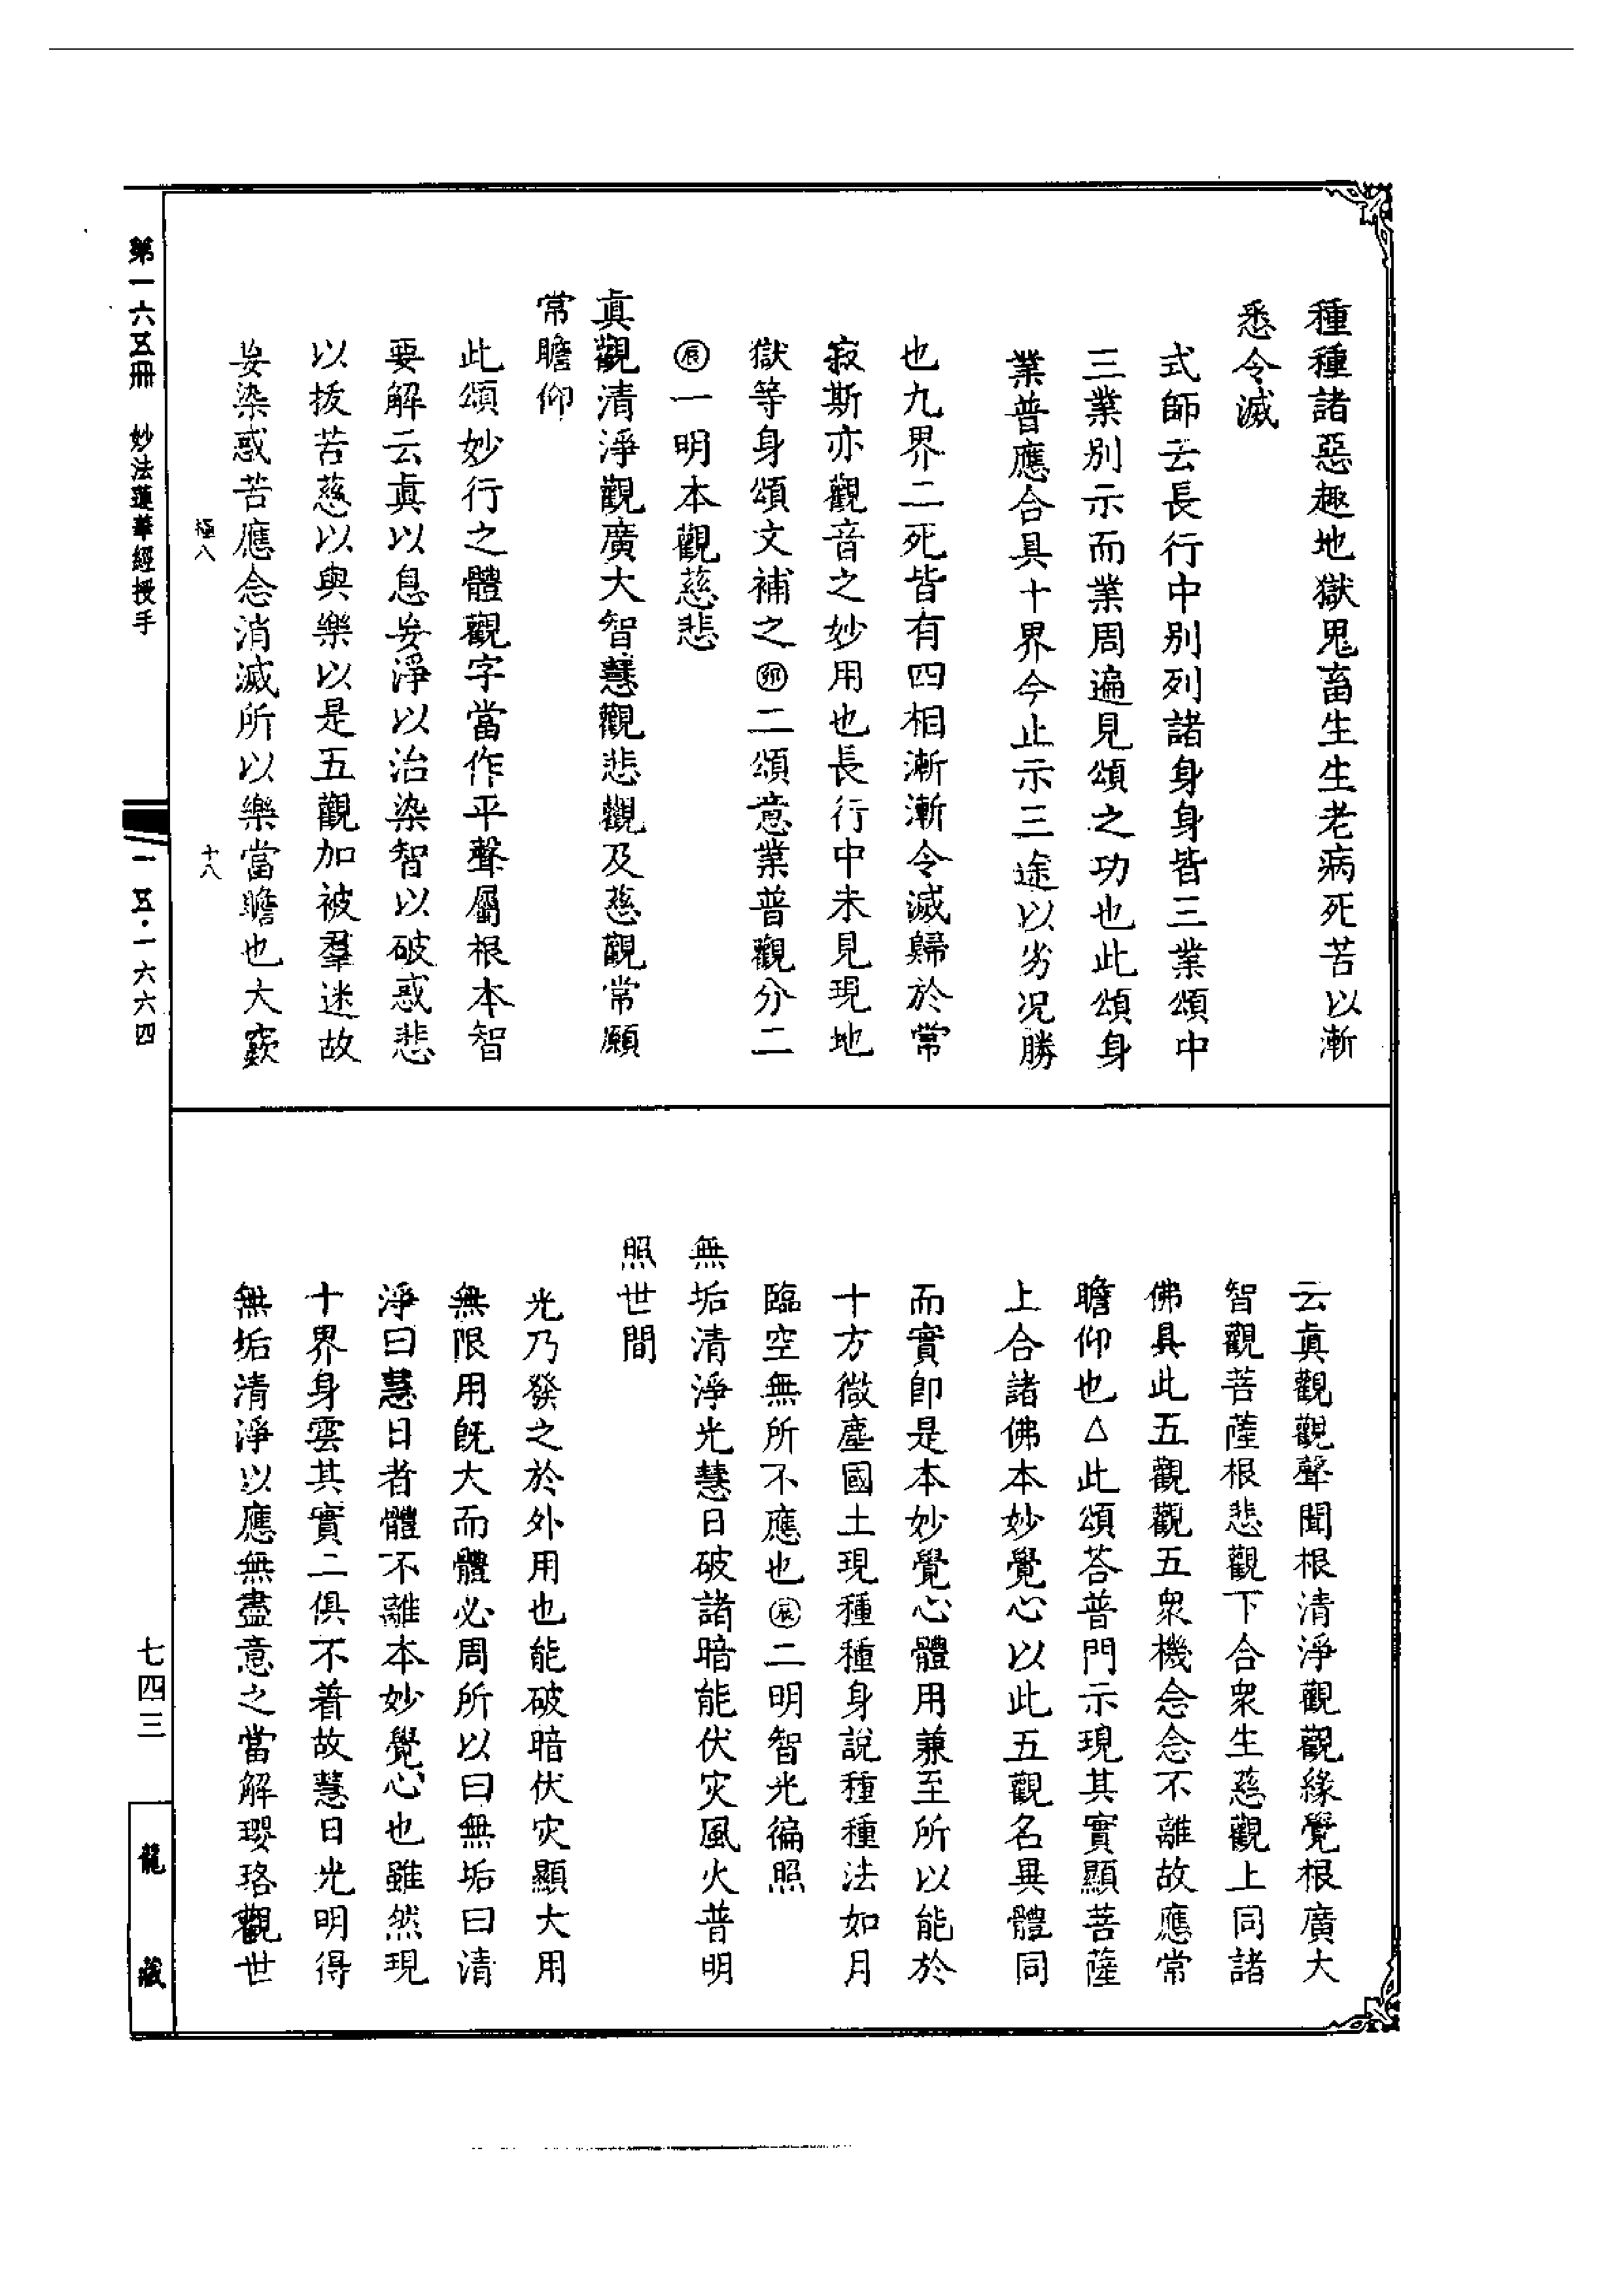 種種諸惡趣地獄鬼畜生生老病死苦以漸
悉令滅
式師云長行中別列諸身身皆三業頌中
三業別示而業周遍見頌之功也此頌身
業普應合具十界今止示三途以劣况勝
也九界二死皆有四相漸漸令滅歸於常
寂斯亦觀音之妙用也長行中未見現地
獄等身頌文補之㊞二頌意業普觀分二
㊞一明本觀慈悲
眞觀清淨觀廣大智慧觀悲觀及慈觀常願
常瞻仰
此頌妙行之體觀字當作平聲屬根本智
要解云眞以息妄淨以治染智以破惑悲
以拔苦慈以與樂以是五觀加被羣迷故
妄染惑苦應念消滅所以樂當瞻也大窾
極八
十八
云眞觀觀聲聞根清淨觀觀緣覺根廣大
智觀菩薩根悲觀下合衆生慈觀上同諸
佛具此五觀觀五衆機念念不離故應常
瞻仰也△此頌荅普門示現其實顯菩薩
上合諸佛本妙覺心以此五觀名異體同
而實卽是本妙覺心體用兼至所以能於
十方微塵國土現種種身說種種法如月
臨空無所不應也㊞二明智光徧照
無垢清淨光慧日破諸暗能伏灾風火普明
照世間
光乃發之於外用也能破暗伏灾顯大用
無限用旣大而體必周所以曰無垢曰清
淨曰慧日者體不離本妙覺心也雖然現
十界身雲其實二俱不著故慧日光明得
無垢清淨以應無盡意之當解瓔珞觀世
第一六五冊 妙法蓮華經授手
一五·一六六四
七四三
龍藏